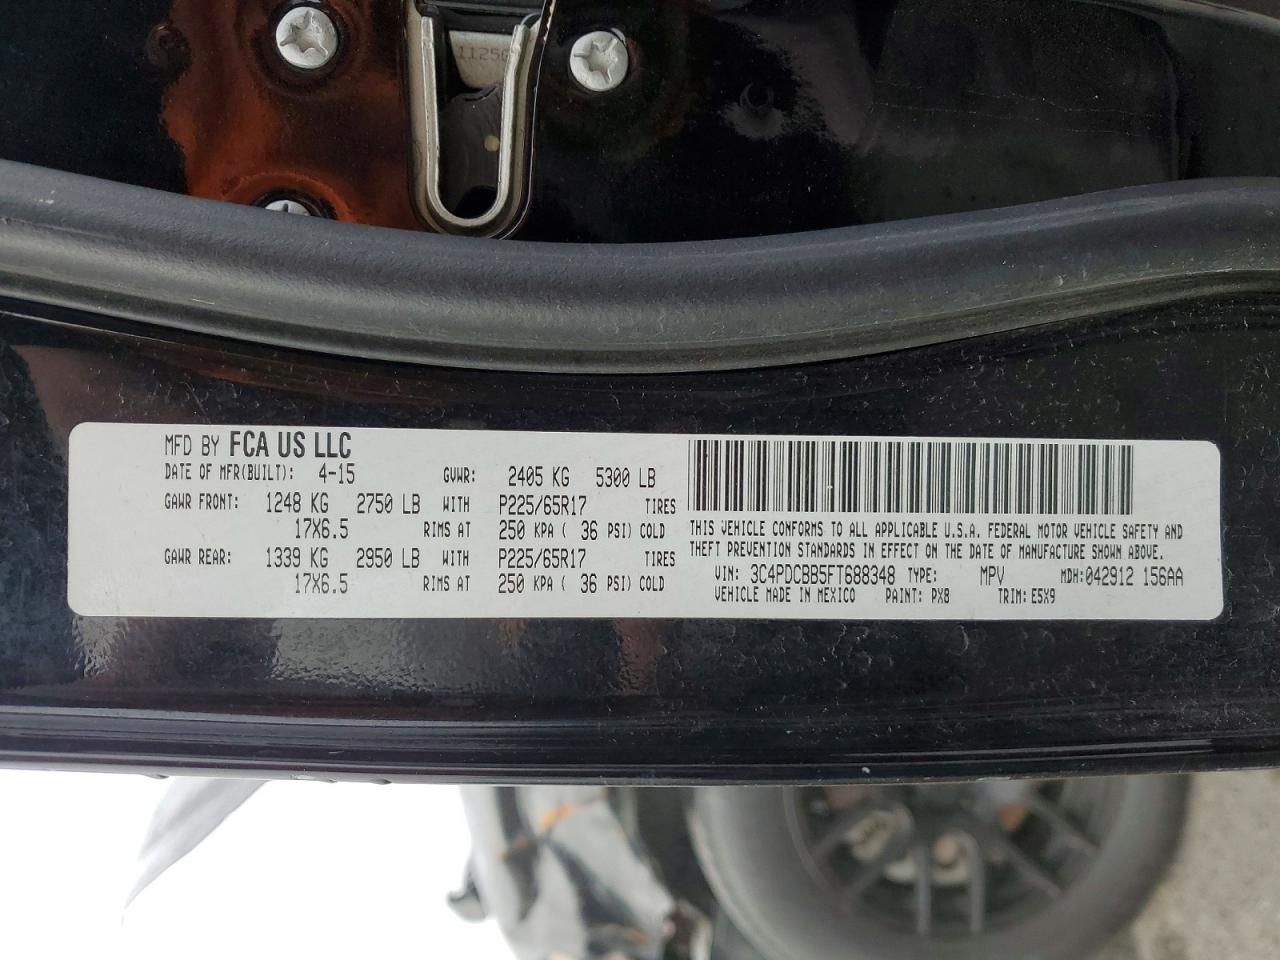 11256
MFD BY FCA US LLC
DATE OF MFR(BUILT): 4-15 GVWR: 2405 KG 5300 LB
GAWR FRONT: 1248 KG 2750 LB WITH P225/65R17 TIRES
17X6.5 RIMS AT 250 KPA ( 36 PSI) COLD
GAWR REAR: 1339 KG 2950 LB WITH P225/65R17 TIRES
17X6.5 RIMS AT 250 KPA ( 36 PSI) COLD
THIS VEHICLE CONFORMS TO ALL APPLICABLE U.S.A. FEDERAL MOTOR VEHICLE SAFETY AND
THEFT PREVENTION STANDARDS IN EFFECT ON THE DATE OF MANUFACTURE SHOWN ABOVE.
VIN: 3C4PDCBB5FT688348 TYPE: MPV MDH:042912 156AA
VEHICLE MADE IN MEXICO PAINT: PX8 TRIM: E5X9